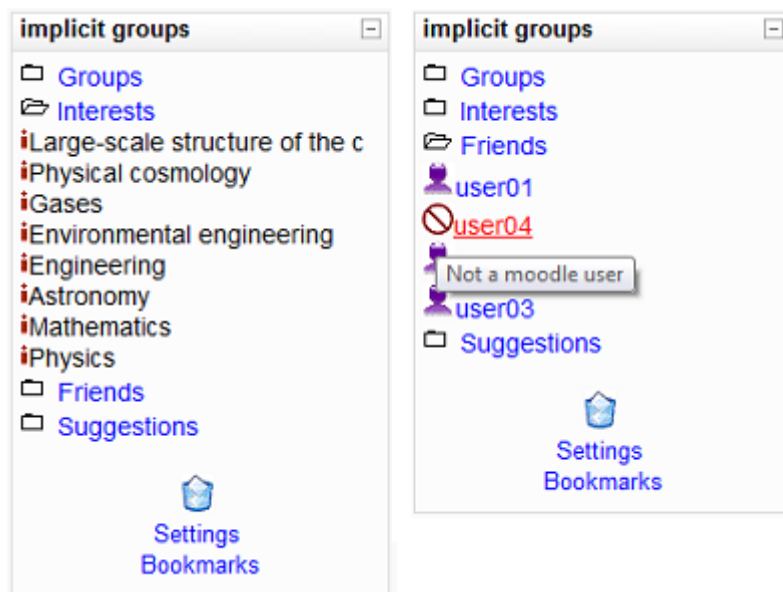 implicit groups
Groups
Interests
Large-scale structure of the c
Physical cosmology
Gases
Environmental engineering
Engineering
Astronomy
Mathematics
Physics
Friends
Suggestions
Settings
Bookmarks
implicit groups
Groups
Interests
Friends
user01
user04
Not a moodle user
user03
Suggestions
Settings
Bookmarks